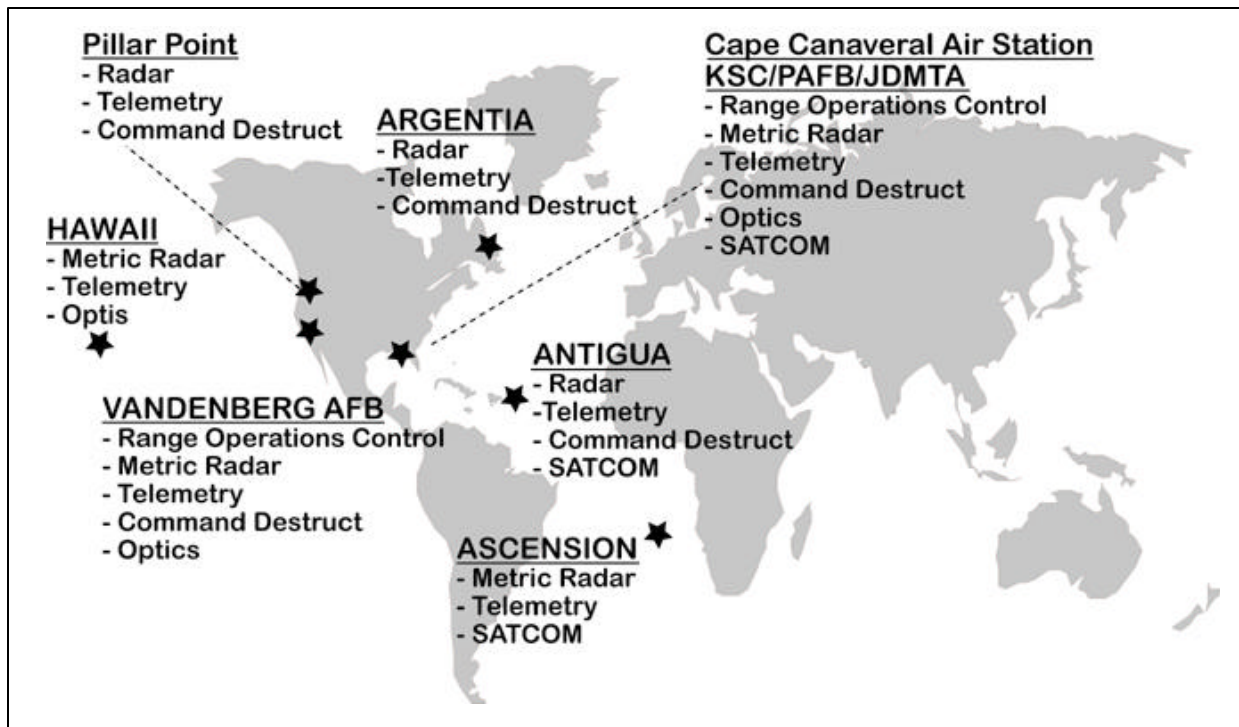 Pillar Point
- Radar
- Telemetry
- Command Destruct
ARGENTIA
- Radar
-Telemetry
- Command Destruct
Cape Canaveral Air Station
KSC/PAFB/JDMTA
- Range Operations Control
- Metric Radar
- Telemetry
- Command Destruct
- Optics
- SATCOM
HAWAII
- Metric Radar
- Telemetry
- Optis
VANDENBERG AFB
- Range Operations Control
- Metric Radar
- Telemetry
- Command Destruct
- Optics
ANTIGUA
- Radar
-Telemetry
- Command Destruct
- SATCOM
ASCENSION
- Metric Radar
- Telemetry
- SATCOM